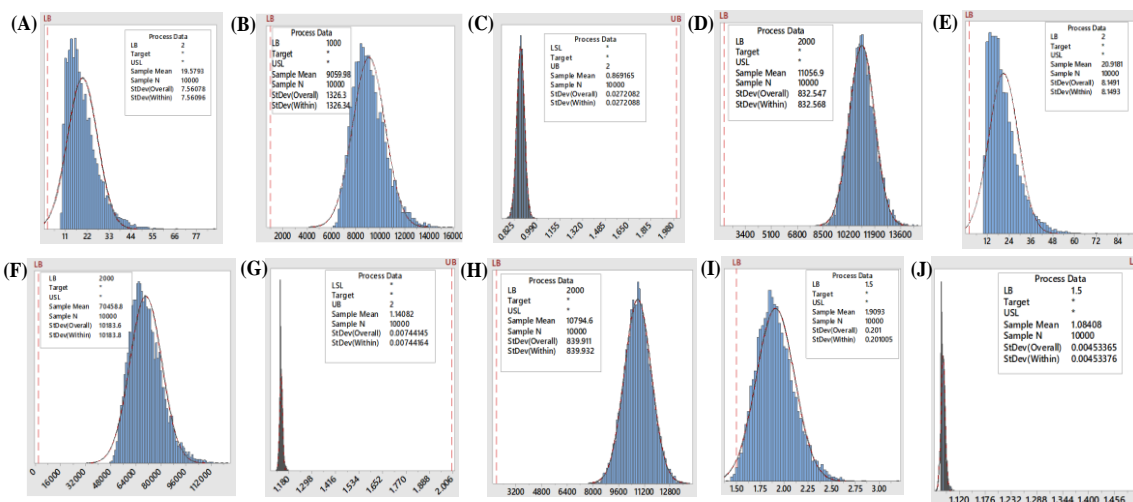 (A)
LB
Process Data
LB 2
Target *
USL *
Sample Mean 19.5793
Sample N 10000
StDev(Overall) 7.56078
StDev(Within) 7.56096
11 22 33 44 55 66 77
(B)
LB
Process Data
LB 1000
Target *
USL *
Sample Mean 9059.98
Sample N 10000
StDev(Overall) 1326.3
StDev(Within) 1326.34
2000 4000 6000 8000 10000 12000 14000 16000
(C)
UB
Process Data
LSL *
Target *
UB 2
Sample Mean 0.869165
Sample N 10000
StDev(Overall) 0.0272082
StDev(Within) 0.0272088
0.825 0.990 1.155 1.320 1.485 1.650 1.815 1.980
(D)
LB
Process Data
LB 2000
Target *
USL *
Sample Mean 11056.9
Sample N 10000
StDev(Overall) 832.547
StDev(Within) 832.568
3400 5100 6800 8500 10200 11900 13600
(E)
LB
Process Data
LB 2
Target *
USL *
Sample Mean 20.9181
Sample N 10000
StDev(Overall) 8.1491
StDev(Within) 8.1493
12 24 36 48 60 72 84
(F)
LB
Process Data
LB 2000
Target *
USL *
Sample Mean 70458.8
Sample N 10000
StDev(Overall) 10183.6
StDev(Within) 10183.8
0 16000 32000 48000 64000 80000 96000 112000
(G)
UB
Process Data
LSL *
Target *
UB 2
Sample Mean 1.14082
Sample N 10000
StDev(Overall) 0.00744145
StDev(Within) 0.00744164
1.180 1.298 1.416 1.534 1.652 1.770 1.888 2.006
(H)
LB
Process Data
LB 2000
Target *
USL *
Sample Mean 10794.6
Sample N 10000
StDev(Overall) 839.911
StDev(Within) 839.932
3200 4800 6400 8000 9600 11200 12800
(I)
LB
Process Data
LB 1.5
Target *
USL *
Sample Mean 1.9093
Sample N 10000
StDev(Overall) 0.201
StDev(Within) 0.201005
1.50 1.75 2.00 2.25 2.50 2.75 3.00
(J)
Process Data
LB 1.5
Target *
USL *
Sample Mean 1.08408
Sample N 10000
StDev(Overall) 0.00453365
StDev(Within) 0.00453376
1.120 1.176 1.232 1.288 1.344 1.400 1.456